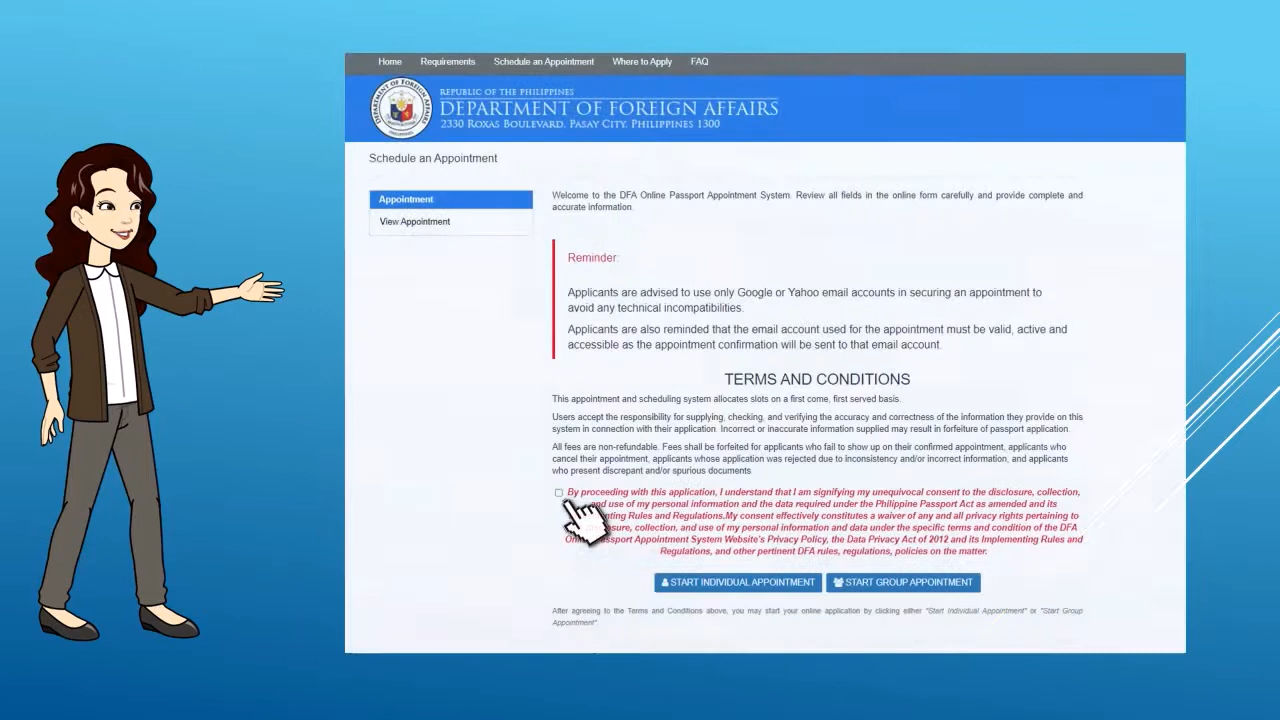 Home Requirements Schedule an Appointment Where to Apply FAQ
REPUBLIC OF THE PHILIPPINES
DEPARTMENT OF FOREIGN AFFAIRS
2330 ROXAS BOULEVARD, PASAY CITY, PHILIPPINES 1300
Schedule an Appointment
Appointment
View Appointment
Welcome to the DFA Online Passport Appointment System. Review all fields in the online form carefully and provide complete and
accurate information.
Reminder:
Applicants are advised to use only Google or Yahoo email accounts in securing an appointment to
avoid any technical incompatibilities.
Applicants are also reminded that the email account used for the appointment must be valid, active and
accessible as the appointment confirmation will be sent to that email account.
TERMS AND CONDITIONS
This appointment and scheduling system allocates slots on a first come, first served basis.
Users accept the responsibility for supplying, checking, and verifying the accuracy and correctness of the information they provide on this
system in connection with their application. Incorrect or inaccurate information supplied may result in forfeiture of passport application.
All fees are non-refundable. Fees shall be forfeited for applicants who fail to show up on their confirmed appointment, applicants who
cancel their appointment, applicants whose application was rejected due to inconsistency and/or incorrect information, and applicants
who present discrepant and/or spurious documents
By proceeding with this application, I understand that I am signifying my unequivocal consent to the disclosure, collection,
and use of my personal information and the data required under the Philippine Passport Act as amended and its
Rules and Regulations.My consent effectively constitutes a waiver of any and all privacy rights pertaining to
collection, and use of my personal information and data under the specific terms and condition of the DFA
Appointment System Website's Privacy Policy, the Data Privacy Act of 2012 and its Implementing Rules and
Regulations, and other pertinent DFA rules, regulations, policies on the matter.
START INDIVIDUAL APPOINTMENT START GROUP APPOINTMENT
After agreeing to the Terms and Conditions above, you may start your online application by clicking either "Start Individual Appointment" or "Start Group
Appointment".